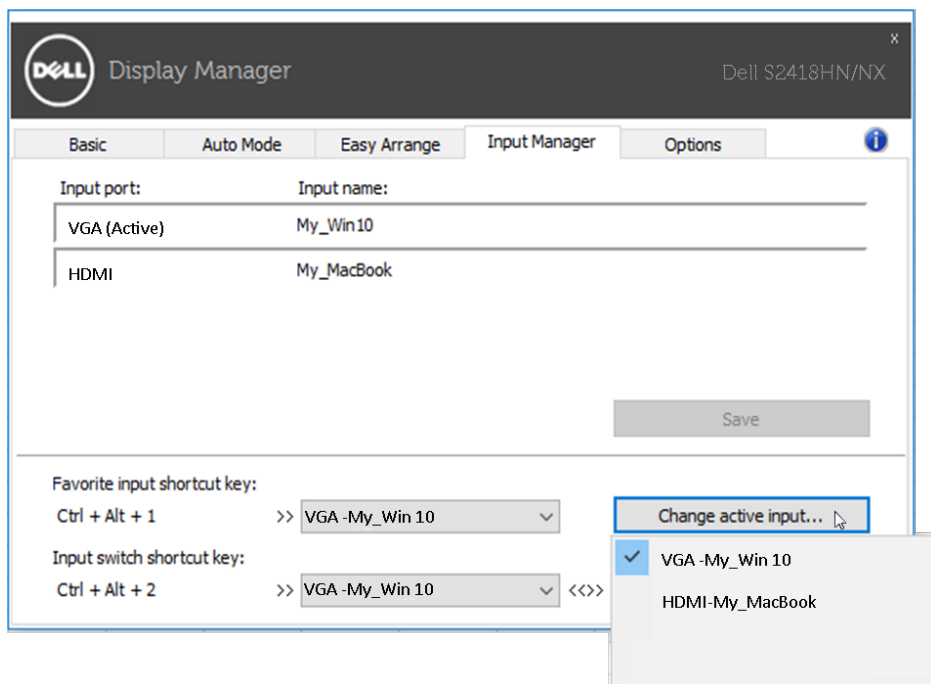 x
DELL Display Manager
Dell S2418HN/NX
Basic Auto Mode Easy Arrange Input Manager Options i
Input port: Input name:
VGA (Active) My_Win10
HDMI My_MacBook
Save
Favorite input shortcut key:
Ctrl + Alt + 1 >> VGA -My_Win 10 Change active input...
Input switch shortcut key:
Ctrl + Alt + 2 >> VGA -My_Win 10 <<>>
VGA -My_Win 10
HDMI-My_MacBook